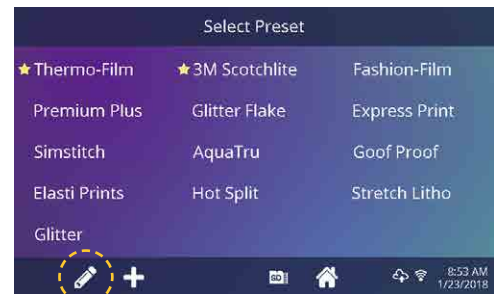 Select Preset
Thermo-Film 3M Scotchlite Fashion-Film
Premium Plus Glitter Flake Express Print
Simstitch AquaTru Goof Proof
Elasti Prints Hot Split Stretch Litho
Glitter
SD 8:53 AM
1/23/2018